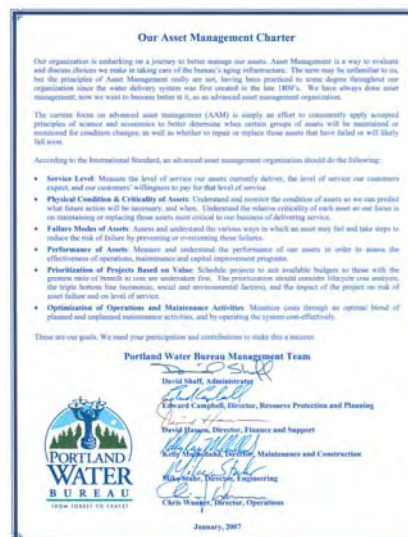 Our Asset Management Charter
Our organization is embarking on a journey to better manage our assets. Asset Management is a way to evaluate
and discuss choices we make in taking care of the bureau's aging infrastructure. The term may be unfamiliar to us,
but the principles of Asset Management really are not, having been practiced to some degree throughout our
organization since the water delivery system was first created in the late 1800's. We have always done asset
management; now we want to become better at it, as an advanced asset management organization.
The current focus on advanced asset management (AAM) is simply an effort to consistently apply accepted
principles of science and economics to better determine when certain groups of assets will be maintained or
monitored for condition changes; as well as whether to repair or replace those assets that have failed or will likely
fail soon.
According to the International Standard, an advanced asset management organization should do the following:
• Service Level: Measure the level of service our assets currently deliver, the level of service our customers
expect, and our customers' willingness to pay for that level of service.
• Physical Condition & Criticality of Assets: Understand and monitor the condition of assets so we can predict
what future action will be necessary, and when. Understand the relative criticality of each asset so our focus is
on maintaining or replacing those assets most critical to our business of delivering service.
• Failure Modes of Assets: Assess and understand the various ways in which an asset may fail and take steps to
reduce the risk of failure by preventing or overcoming those failures.
• Performance of Assets: Measure and understand the performance of our assets in order to assess the
effectiveness of operations, maintenance and capital improvement programs.
• Prioritization of Projects Based on Value: Schedule projects to suit available budgets so those with the
greatest ratio of benefits to costs are undertaken first. The prioritization should consider lifecycle cost analysis,
the triple bottom line (economic, social and environmental factors), and the impact of the project on risk of
asset failure and on level of service.
• Optimization of Operations and Maintenance Activities: Minimize costs through an optimal blend of
planned and unplanned maintenance activities, and by operating the system cost-effectively.
These are our goals. We need your participation and contributions to make this a success.
Portland Water Bureau Management Team
David Shaff, Administrator
Edward Campbell, Director, Resource Protection and Planning
David Hasson, Director, Finance and Support
Kelly Director, Maintenance and Construction
Mike Stuhr, Director, Engineering
Chris Wanner, Director, Operations
January, 2007
PORTLAND
WATER
BUREAU
FROM FOREST TO FAUCET